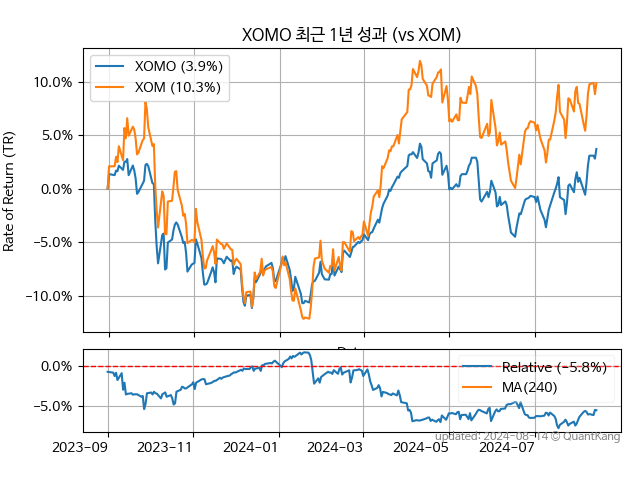 XOMO 최근 1년 성과 (vs XOM)
XOMO (3.9%)
XOM (10.3%)
Rate of Return (TR)
10.0%
5.0%
0.0%
−5.0%
−10.0%
0.0%
−5.0%
Relative (−5.8%)
MA(240)
2023-09
2023-11
2024-01
2024-03
2024-05
2024-07
updated: 2024-08-14 © QuantKang